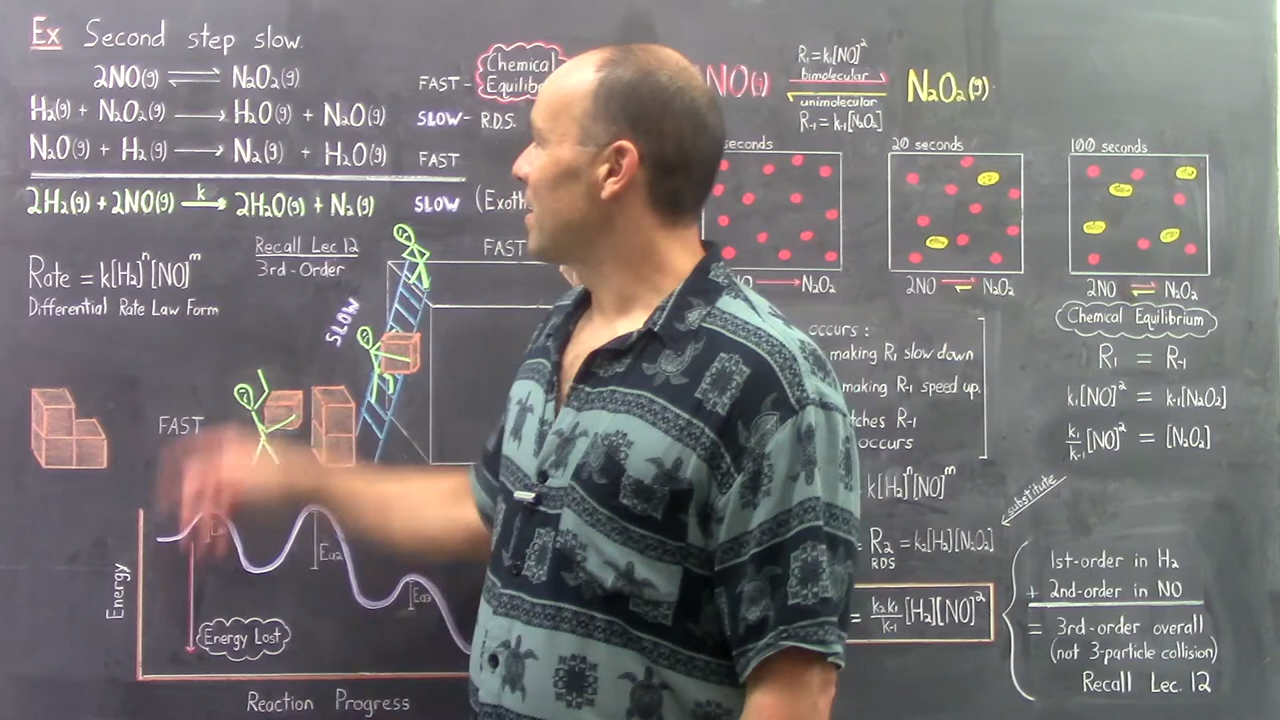 Ex Second step slow.
2NO(g) ⇌ N₂O₂(g) FAST - Chemical
H₂(g) + N₂O₂(g) → H₂O(g) + N₂O(g) SLOW - R.D.S.
N₂O(g) + H₂(g) → N₂(g) + H₂O(g) FAST
2H₂(g) + 2NO(g) →k 2H₂O(g) + N₂(g) SLOW
Rate = k[H₂]ⁿ[NO]ᵐ
Differential Rate Law Form
Recall Lec 12
3rd-Order
FAST
SLOW
FAST
Energy
Ea2
Ea3
Energy Lost
Reaction Progress
NO(g) ⇌ N₂O₂(g)
R₁ = k₁[NO]²
bimolecular
unimolecular
R₋₁ = k₋₁[N₂O₂]
seconds
20 seconds
100 seconds
→ N₂O₂
2NO ⇌ N₂O₂
2NO ⇌ N₂O₂
Chemical Equilibrium
R₁ = R₋₁
k₁[NO]² = k₋₁[N₂O₂]
k₁/k₋₁ [NO]² = [N₂O₂]
occurs :
making R₁ slow down
making R₋₁ speed up.
R₋₁
occurs
k[H₂]ⁿ[NO]ᵐ
substitute
= R₂ = k₂[H₂][N₂O₂]
RDS
= k₂k₁/k₋₁ [H₂][NO]²
1st-order in H₂
+ 2nd-order in NO
= 3rd-order overall
(not 3-particle collision)
Recall Lec. 12